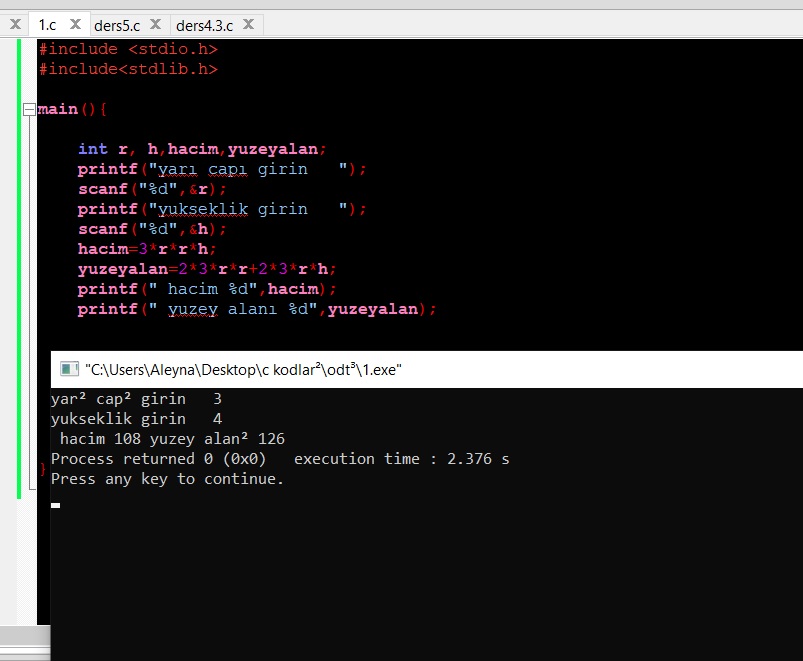 1.c ders5.c ders4.3.c
#include <stdio.h>
#include<stdlib.h>
main(){
int r, h,hacim,yuzeyalan;
printf("yarı capı girin   ");
scanf("%d",&r);
printf("yukseklik girin   ");
scanf("%d",&h);
hacim=3*r*r*h;
yuzeyalan=2*3*r*r+2*3*r*h;
printf(" hacim %d",hacim);
printf(" yuzey alanı %d",yuzeyalan);
}
"C:\Users\Aleyna\Desktop\c kodlar²\odt³\1.exe"
yar² cap² girin   3
yukseklik girin   4
hacim 108 yuzey alan² 126
Process returned 0 (0x0)   execution time : 2.376 s
Press any key to continue.